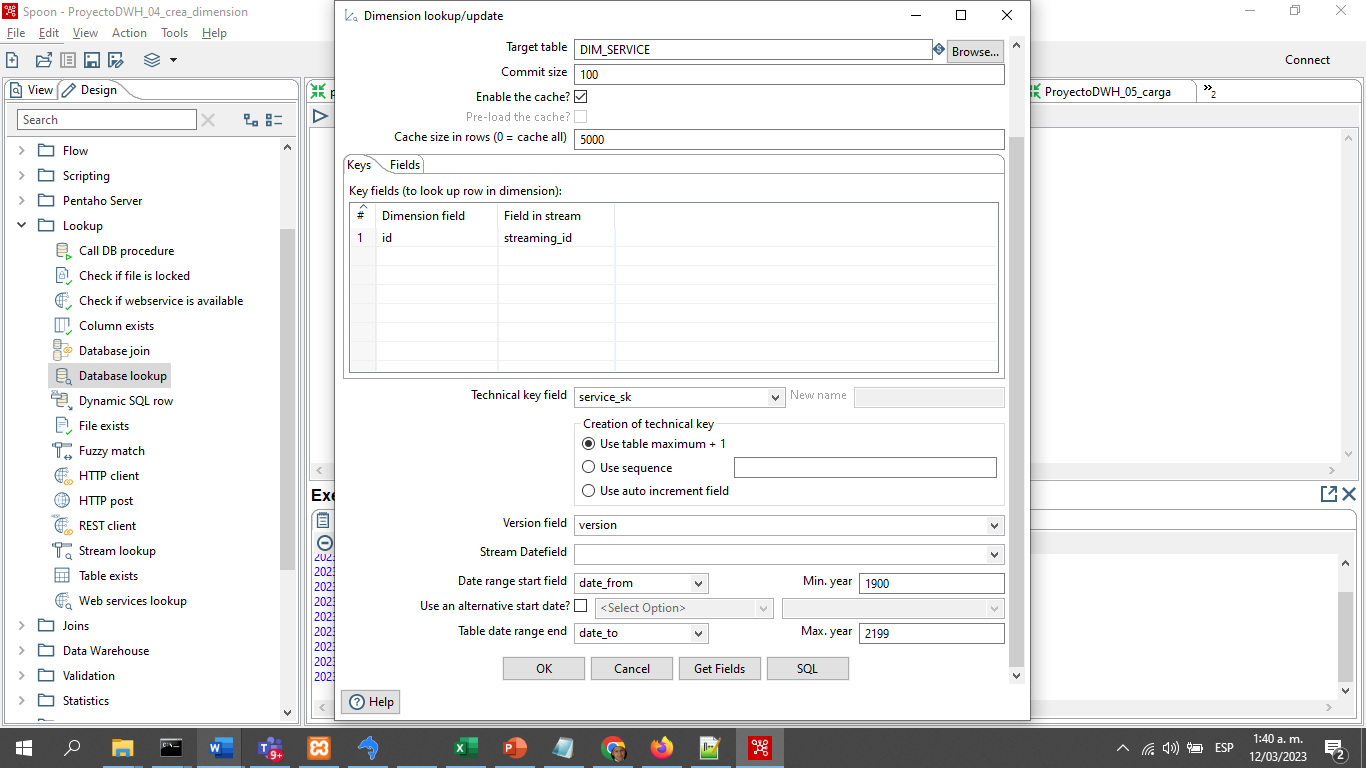 Spoon - ProyectoDWH_04_crea_dimension
File Edit View Action Tools Help
Connect
View Design
Search
Flow
Scripting
Pentaho Server
Lookup
Call DB procedure
Check if file is locked
Check if webservice is available
Column exists
Database join
Database lookup
Dynamic SQL row
File exists
Fuzzy match
HTTP client
HTTP post
REST client
Stream lookup
Table exists
Web services lookup
Joins
Data Warehouse
Validation
Statistics
ProyectoDWH_05_carga
»2
Dimension lookup/update
Target table DIM_SERVICE Browse...
Commit size 100
Enable the cache?
Pre-load the cache?
Cache size in rows (0 = cache all) 5000
Keys Fields
Key fields (to look up row in dimension):
# Dimension field Field in stream
1 id streaming_id
Technical key field service_sk New name
Creation of technical key
Use table maximum + 1
Use sequence
Use auto increment field
Version field version
Stream Datefield
Date range start field date_from Min. year 1900
Use an alternative start date? <Select Option>
Table date range end date_to Max. year 2199
OK Cancel Get Fields SQL
Help
9+
ESP
1:40 a. m.
12/03/2023
2